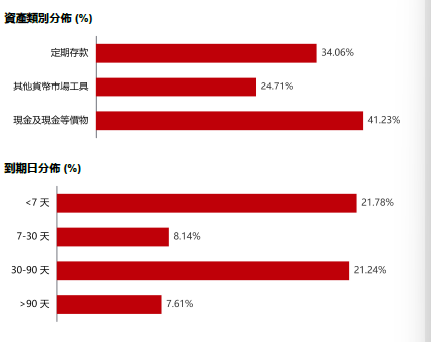 資產類別分佈 (%)
定期存款 34.06%
其他貨幣市場工具 24.71%
現金及現金等價物 41.23%
到期日分佈 (%)
<7 天 21.78%
7-30 天 8.14%
30-90 天 21.24%
>90 天 7.61%